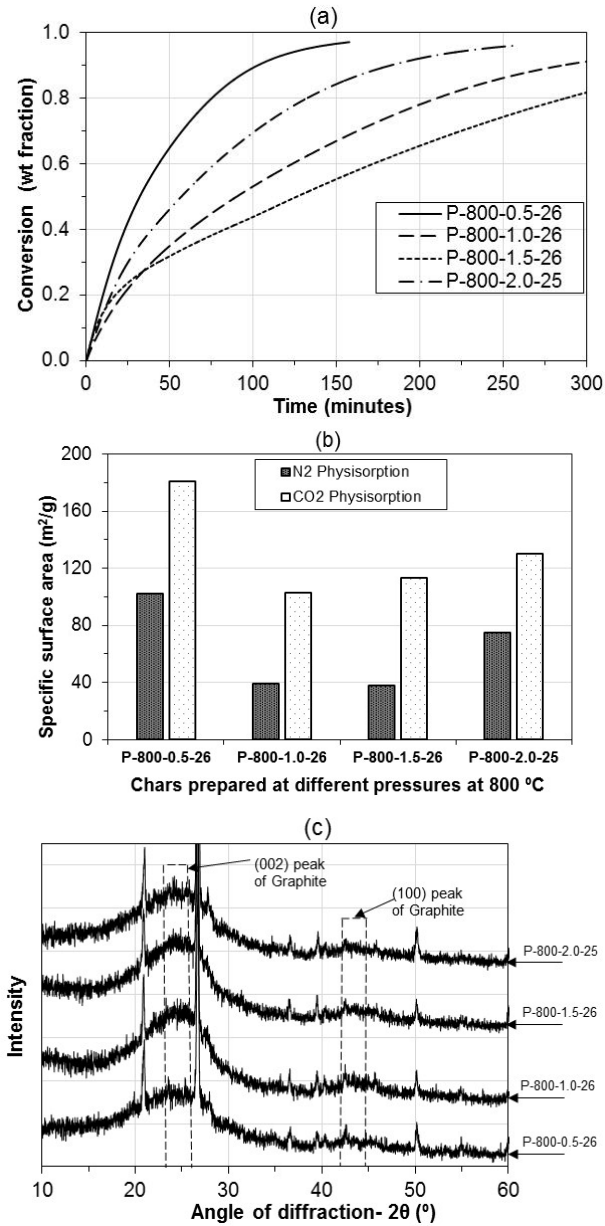 (a)
Conversion (wt fraction)
1.0
0.8
0.6
0.4
0.2
0.0
P-800-0.5-26
P-800-1.0-26
P-800-1.5-26
P-800-2.0-25
0 50 100 150 200 250 300
Time (minutes)
(b)
Specific surface area (m²/g)
200
160
120
80
40
0
N2 Physisorption
CO2 Physisorption
P-800-0.5-26 P-800-1.0-26 P-800-1.5-26 P-800-2.0-25
Chars prepared at different pressures at 800 ºC
(c)
Intensity
(002) peak
of Graphite
(100) peak
of Graphite
P-800-2.0-25
P-800-1.5-26
P-800-1.0-26
P-800-0.5-26
10 20 30 40 50 60
Angle of diffraction- 2θ (º)